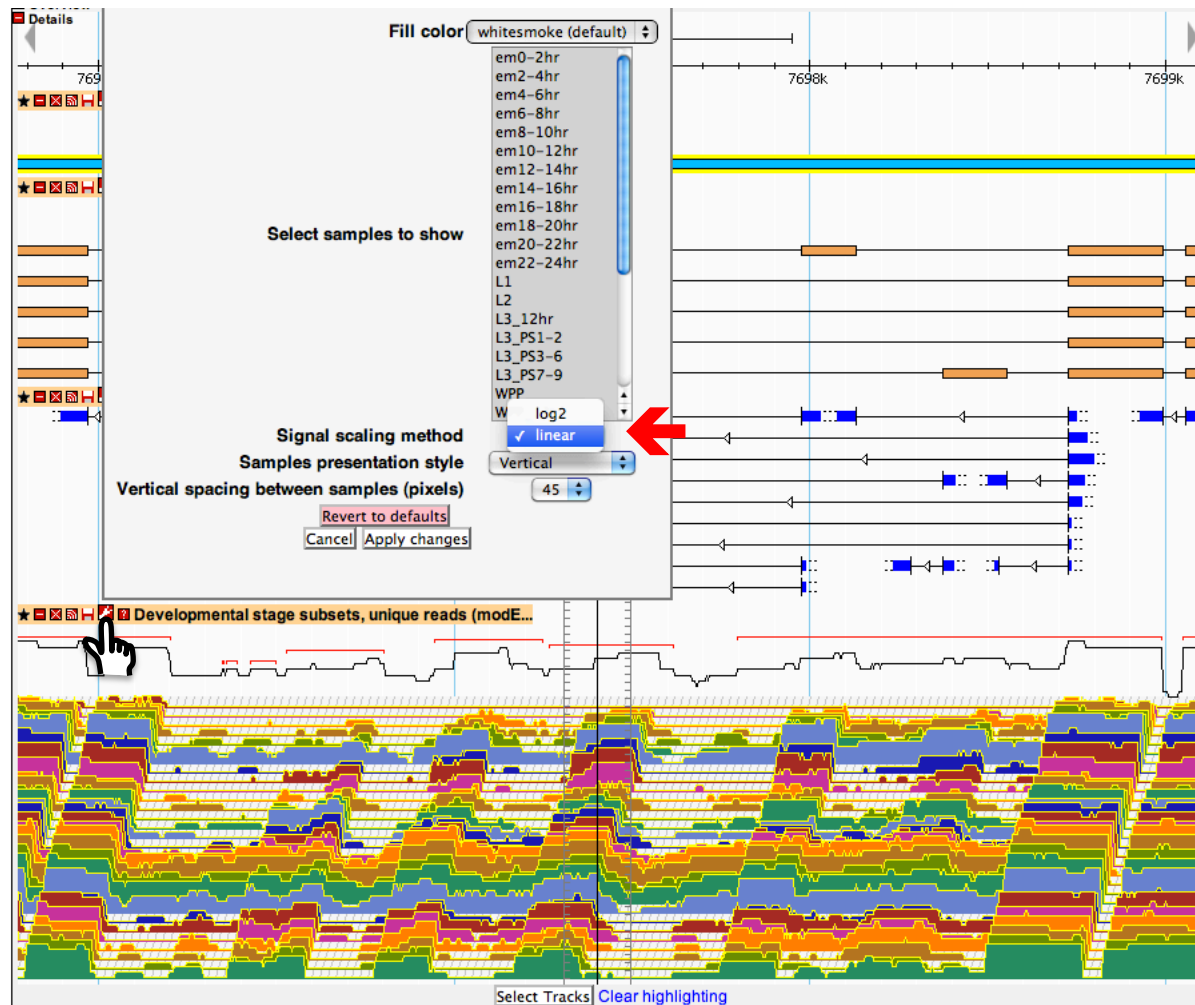 Details
Fill color whitesmoke (default)
769
7698k
7699k
em0-2hr
em2-4hr
em4-6hr
em6-8hr
em8-10hr
em10-12hr
em12-14hr
em14-16hr
em16-18hr
em18-20hr
em20-22hr
em22-24hr
Select samples to show
L1
L2
L3_12hr
L3_PS1-2
L3_PS3-6
L3_PS7-9
WPP
W
log2
Signal scaling method ✓ linear
Samples presentation style Vertical
Vertical spacing between samples (pixels) 45
Revert to defaults
Cancel Apply changes
? Developmental stage subsets, unique reads (modE...
Select Tracks Clear highlighting